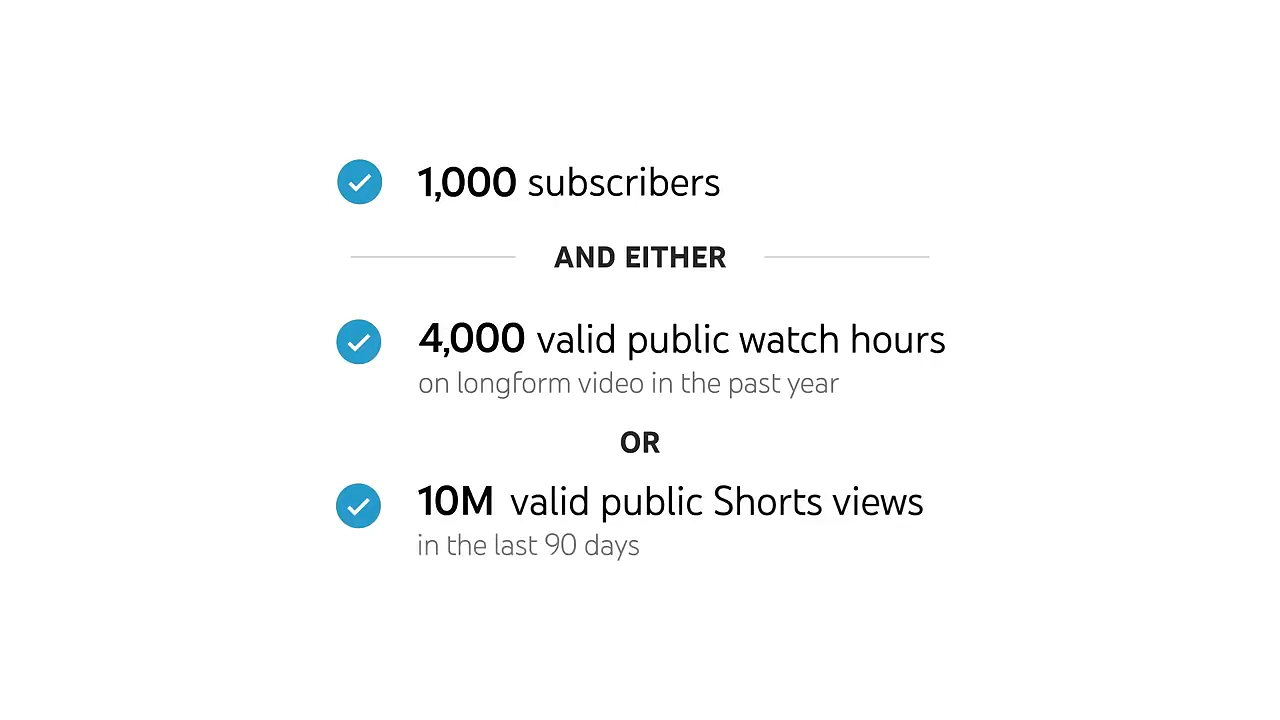 1,000 subscribers
AND EITHER
4,000 valid public watch hours
on longform video in the past year
OR
10M valid public Shorts views
in the last 90 days